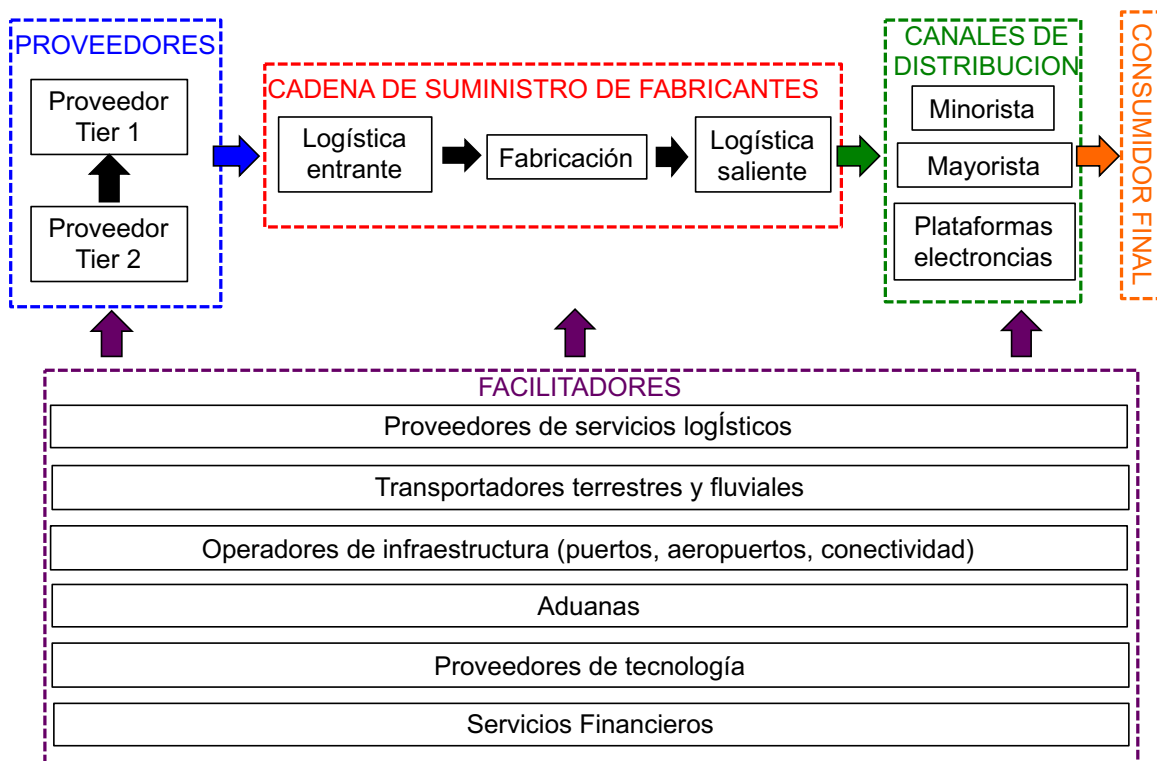 PROVEEDORES
Proveedor
Tier 1
Proveedor
Tier 2
CADENA DE SUMINISTRO DE FABRICANTES
Logística
entrante
Fabricación
Logística
saliente
CANALES DE
DISTRIBUCION
Minorista
Mayorista
Plataformas
electroncias
CONSUMIDOR FINAL
FACILITADORES
Proveedores de servicios logÍsticos
Transportadores terrestres y fluviales
Operadores de infraestructura (puertos, aeropuertos, conectividad)
Aduanas
Proveedores de tecnología
Servicios Financieros